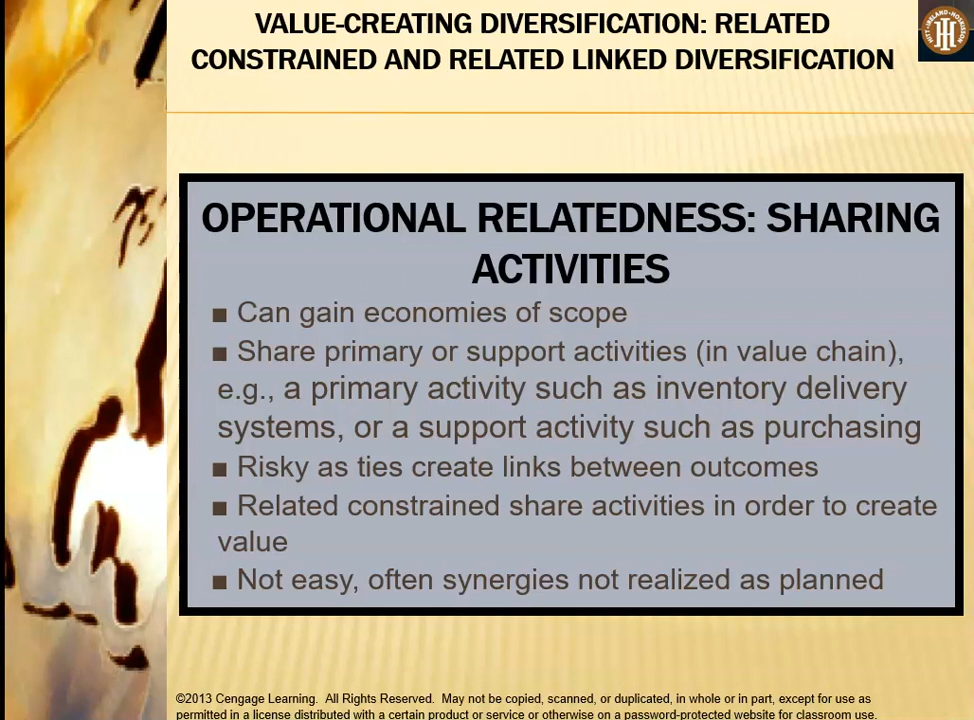 VALUE-CREATING DIVERSIFICATION: RELATED
CONSTRAINED AND RELATED LINKED DIVERSIFICATION
OPERATIONAL RELATEDNESS: SHARING
ACTIVITIES
■ Can gain economies of scope
■ Share primary or support activities (in value chain),
e.g., a primary activity such as inventory delivery
systems, or a support activity such as purchasing
■ Risky as ties create links between outcomes
■ Related constrained share activities in order to create
value
■ Not easy, often synergies not realized as planned
©2013 Cengage Learning. All Rights Reserved. May not be copied, scanned, or duplicated, in whole or in part, except for use as
permitted in a license distributed with a certain product or service or otherwise on a password-protected website for classroom use.